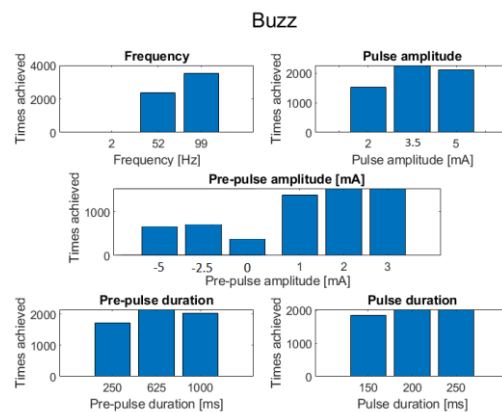 Buzz
Frequency
Times achieved
4000
2000
0
2 52 99
Frequency [Hz]
Pulse amplitude
Times achieved
2000
1000
0
2 3.5 5
Pulse amplitude [mA]
Pre-pulse amplitude [mA]
Times achieved
1000
0
-5 -2.5 0 1 2 3
Pre-pulse amplitude [mA]
Pre-pulse duration
Times achieved
2000
1000
0
250 625 1000
Pre-pulse duration [ms]
Pulse duration
Times achieved
2000
1000
0
150 200 250
Pulse duration [ms]